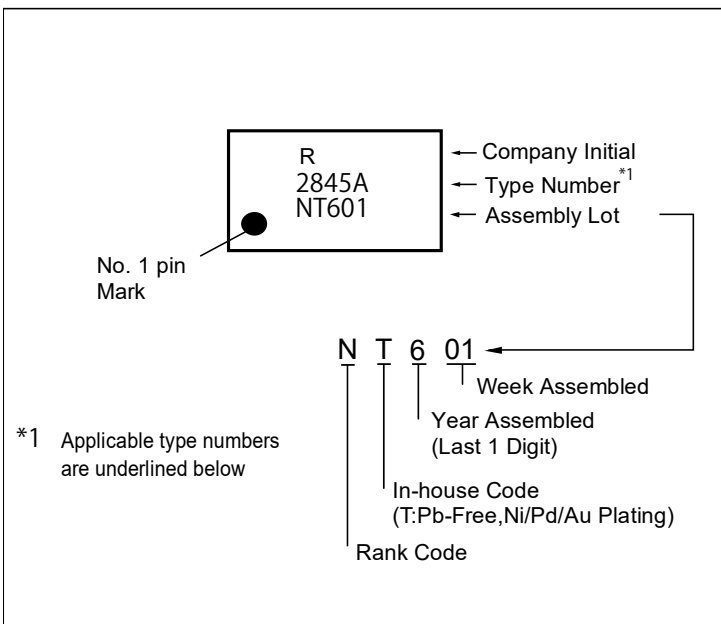 R
2845A
NT601
Company Initial
Type Number*1
Assembly Lot
No. 1 pin
Mark
N T 6 01
Week Assembled
Year Assembled
(Last 1 Digit)
*1 Applicable type numbers
are underlined below
In-house Code
(T:Pb-Free,Ni/Pd/Au Plating)
Rank Code